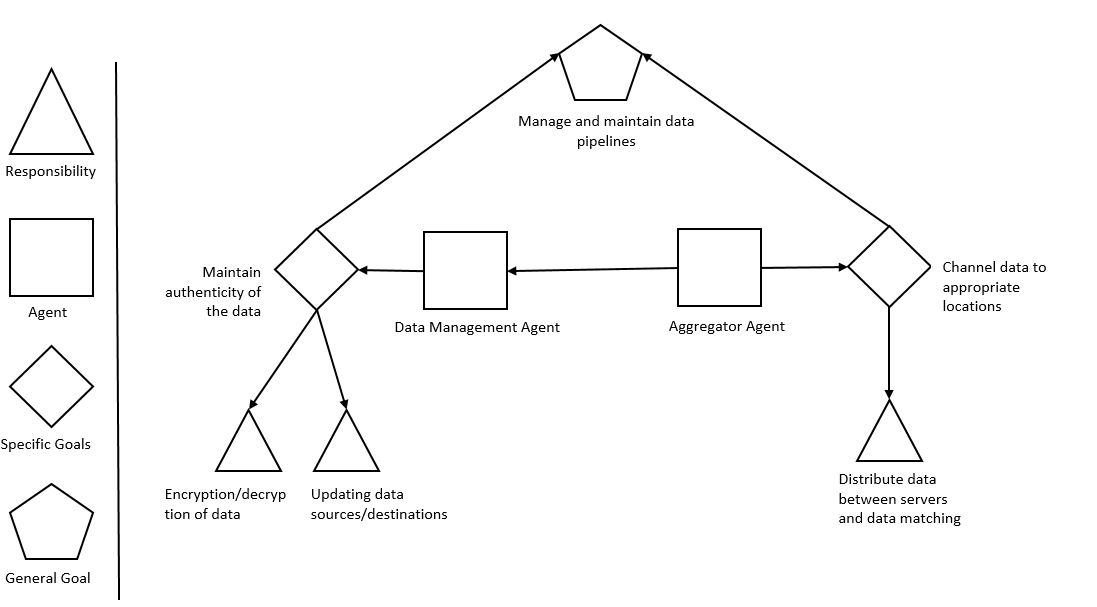 Responsibility
Agent
Specific Goals
General Goal
Manage and maintain data
pipelines
Maintain
authenticity of
the data
Data Management Agent
Aggregator Agent
Channel data to
appropriate
locations
Encryption/decryp
tion of data
Updating data
sources/destinations
Distribute data
between servers
and data matching